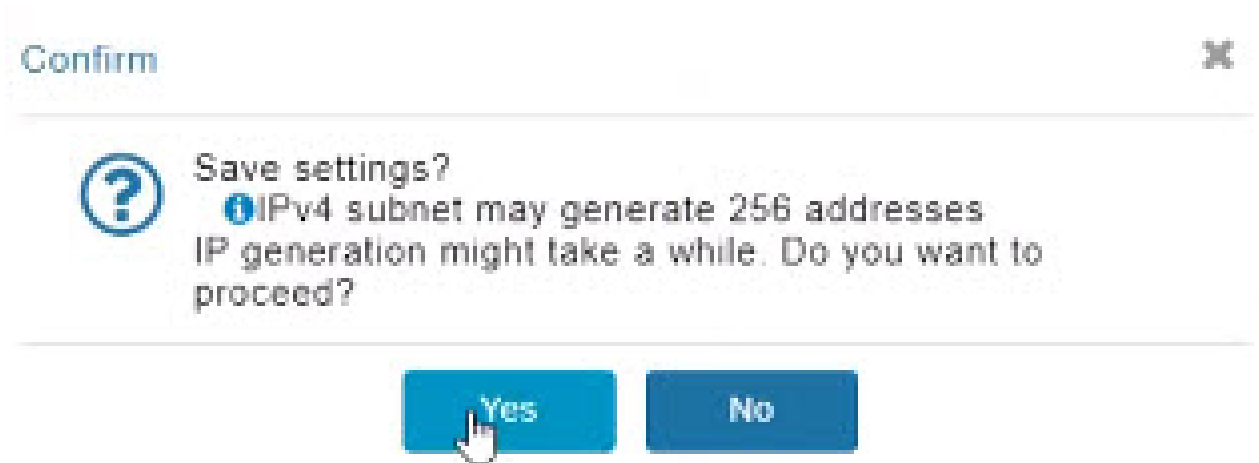 Confirm
Save settings?
IPv4 subnet may generate 256 addresses
IP generation might take a while. Do you want to
proceed?
Yes
No